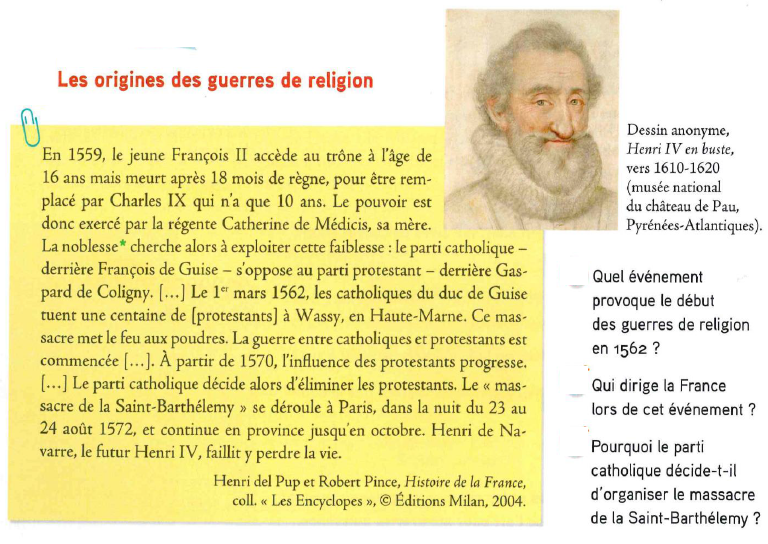 Les origines des guerres de religion
En 1559, le jeune François II accède au trône à l'âge de
16 ans mais meurt après 18 mois de règne, pour être rem-
placé par Charles IX qui n'a que 10 ans. Le pouvoir est
donc exercé par la régente Catherine de Médicis, sa mère.
La noblesse* cherche alors à exploiter cette faiblesse : le parti catholique –
derrière François de Guise – s'oppose au parti protestant – derrière Gas-
pard de Coligny. [...] Le 1er mars 1562, les catholiques du duc de Guise
tuent une centaine de [protestants] à Wassy, en Haute-Marne. Ce mas-
sacre met le feu aux poudres. La guerre entre catholiques et protestants est
commencée [...]. À partir de 1570, l'influence des protestants progresse.
[...] Le parti catholique décide alors d'éliminer les protestants. Le « mas-
sacre de la Saint-Barthélemy » se déroule à Paris, dans la nuit du 23 au
24 août 1572, et continue en province jusqu'en octobre. Henri de Na-
varre, le futur Henri IV, faillit y perdre la vie.
Henri del Pup et Robert Pince, Histoire de la France,
coll. « Les Encyclopes », © Éditions Milan, 2004.
Dessin anonyme,
Henri IV en buste,
vers 1610-1620
(musée national
du château de Pau,
Pyrénées-Atlantiques).
Quel événement
provoque le début
des guerres de religion
en 1562 ?
Qui dirige la France
lors de cet événement ?
Pourquoi le parti
catholique décide-t-il
d'organiser le massacre
de la Saint-Barthélemy ?